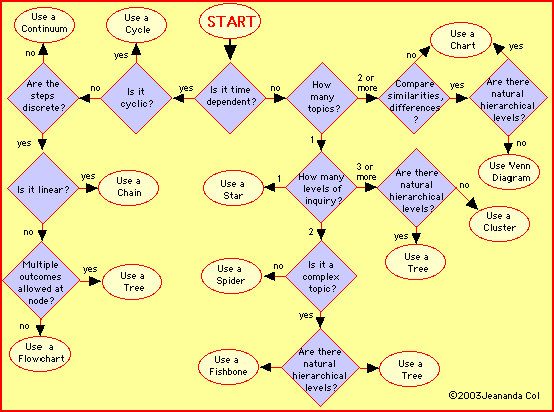 Use a
Continuum
Use a
Cycle
START
Use a
Chart
no
yes
no
yes
Are the
steps
discrete?
no
Is it
cyclic?
yes
Is it time
dependent?
no
How
many
topics?
2 or
more
Compare
similarities,
differences
?
yes
Are there
natural
hierarchical
levels?
yes
1
no
Is it linear?
yes
Use a
Chain
Use a
Star
1
How many
levels of
inquiry?
3 or
more
Are there
natural
hierarchical
levels?
no
Use Venn
Diagram
Use a
Cluster
no
2
yes
Multiple
outcomes
allowed at
node?
yes
Use a
Tree
Use a
Spider
no
Is it a
complex
topic?
Use a
Tree
no
yes
Use a
Flowchart
Use a
Fishbone
Are there
natural
hierarchical
levels?
Use a
Tree
©2003Jeananda Col